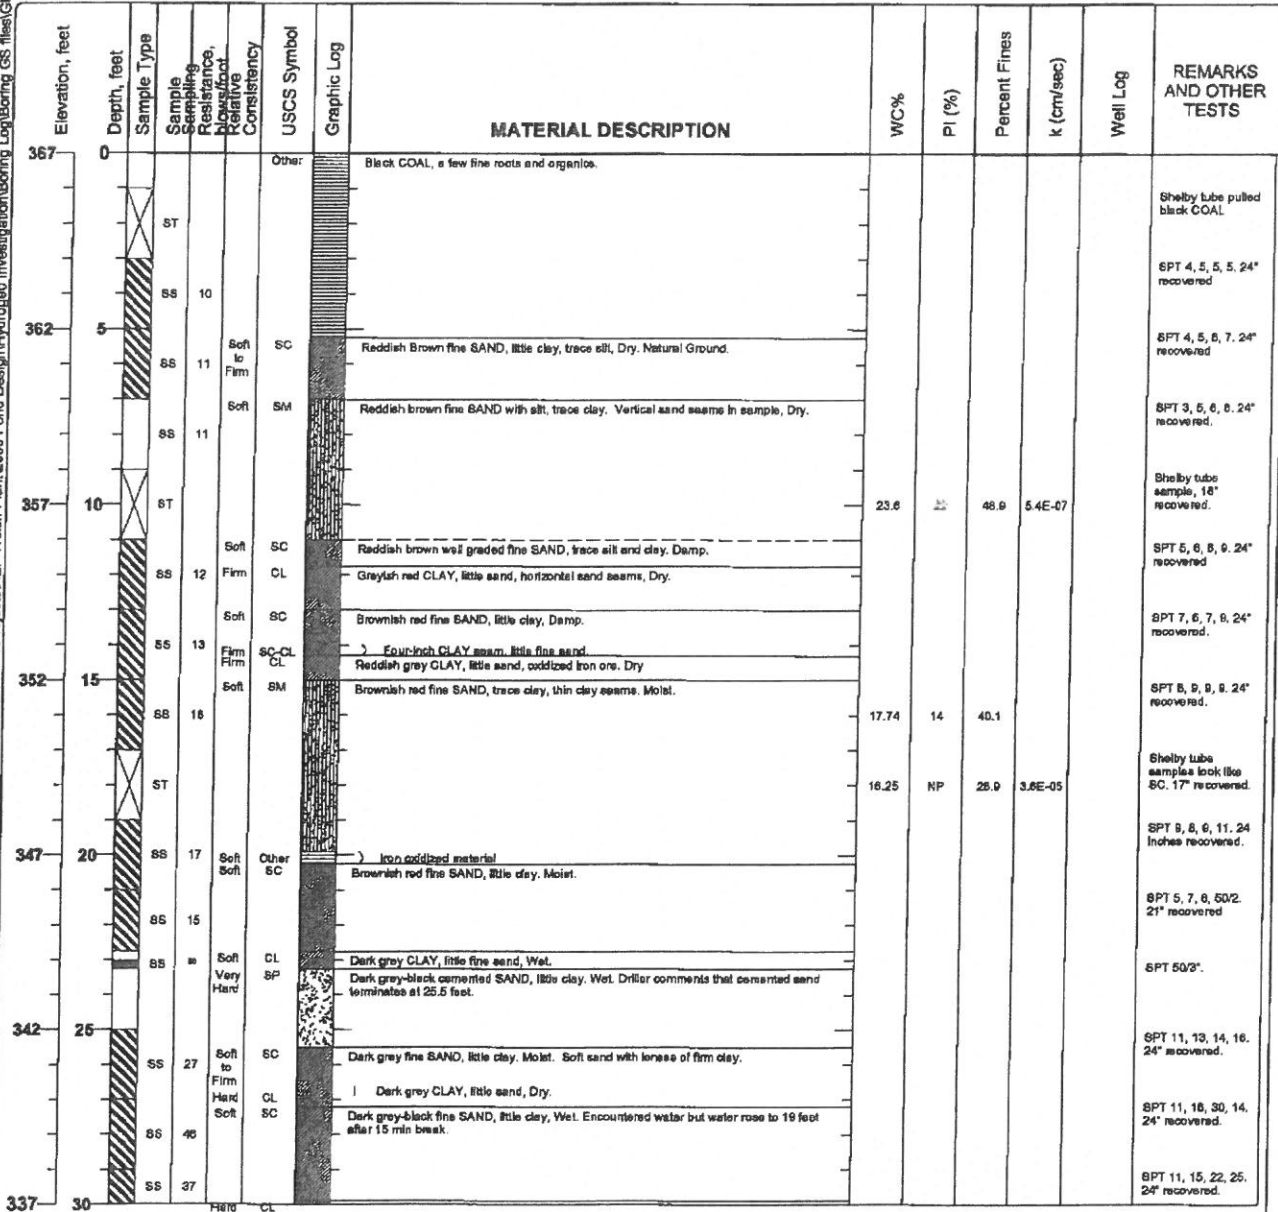 Elevation, feet
Depth, feet
Sample Type
Sample
Sampling
Resistance,
blows/foot
Relative
Consistency
USCS Symbol
Graphic Log
MATERIAL DESCRIPTION
WC%
PI (%)
Percent Fines
k (cm/sec)
Well Log
REMARKS
AND OTHER
TESTS
367 0
Other Black COAL, a few fine roots and organics.
ST
Shelby tube pulled
black COAL
SS 10
SPT 4, 5, 5, 5. 24"
recovered
362 5
Soft
to
Firm
SC Reddish Brown fine SAND, little clay, trace silt, Dry. Natural Ground.
SS 11
SPT 4, 5, 6, 7. 24"
recovered
Soft SM Reddish brown fine SAND with silt, trace clay. Vertical sand seams in sample, Dry.
SS 11
SPT 3, 5, 6, 8. 24"
recovered.
357 10
ST
23.6 48.9 5.4E-07
Shelby tube
sample, 18"
recovered.
Soft SC Reddish brown well graded fine SAND, trace silt and clay. Damp.
SS 12 Firm CL Greyish red CLAY, little sand, horizontal sand seams, Dry.
SPT 5, 6, 6, 9. 24"
recovered
Soft SC Brownish red fine SAND, little clay, Damp.
SS 13
Firm SC-CL Four-inch CLAY seam, little fine sand.
Firm CL Reddish grey CLAY, little sand, oxidized iron ore. Dry
SPT 7, 6, 7, 9. 24"
recovered.
352 15
Soft SM Brownish red fine SAND, trace clay, thin clay seams. Moist.
SS 18
17.74 14 40.1
SPT 8, 9, 9, 9. 24"
recovered.
ST
16.25 NP 26.9 3.6E-05
Shelby tube
samples look like
SC. 17" recovered.
347 20
SS 17
Soft Other Iron oxidized material
Soft SC Brownish red fine SAND, little clay. Moist.
SPT 9, 8, 9, 11. 24
Inches recovered.
SS 15
SPT 5, 7, 8, 50/2.
21" recovered
SS
Soft CL Dark grey CLAY, little fine sand, Wet.
Very
Hard
SP Dark grey-black cemented SAND, little clay. Wet. Driller comments that cemented sand
terminates at 25.5 feet.
SPT 50/3".
342 25
SS 27
Soft
to
Firm
SC Dark grey fine SAND, little clay. Moist. Soft sand with lenses of firm clay.
SPT 11, 13, 14, 16.
24" recovered.
Hard CL Dark grey CLAY, little sand, Dry.
Soft SC Dark grey-black fine SAND, little clay, Wet. Encountered water but water rose to 19 feet
after 15 min break.
SS 46
SPT 11, 16, 30, 14.
24" recovered.
SS 37
SPT 11, 15, 22, 25.
24" recovered.
337 30
Hard CL